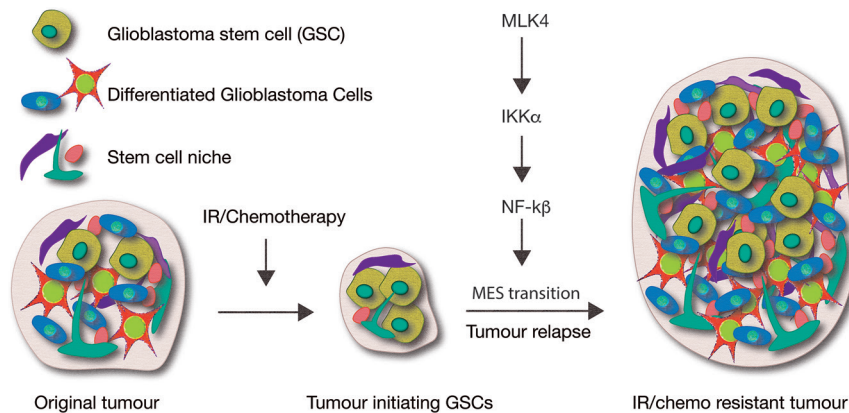 Glioblastoma stem cell (GSC)
Differentiated Glioblastoma Cells
Stem cell niche
MLK4
IKKα
NF-kβ
MES transition
Tumour relapse
IR/Chemotherapy
Original tumour
Tumour initiating GSCs
IR/chemo resistant tumour